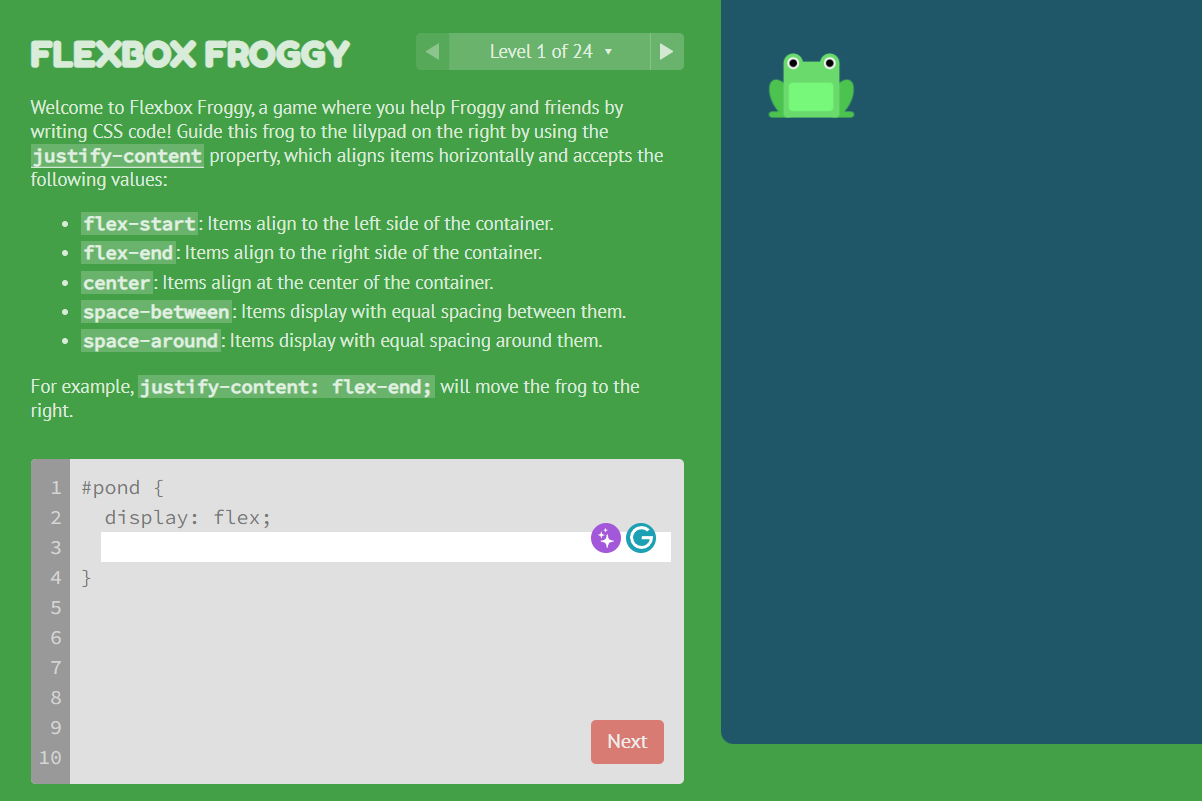 FLEXBOX FROGGY
Level 1 of 24
Welcome to Flexbox Froggy, a game where you help Froggy and friends by
writing CSS code! Guide this frog to the lilypad on the right by using the
justify-content property, which aligns items horizontally and accepts the
following values:
• flex-start: Items align to the left side of the container.
• flex-end: Items align to the right side of the container.
• center: Items align at the center of the container.
• space-between: Items display with equal spacing between them.
• space-around: Items display with equal spacing around them.
For example, justify-content: flex-end; will move the frog to the
right.
1 #pond {
2 display: flex;
3
4 }
5
6
7
8
9
10
Next